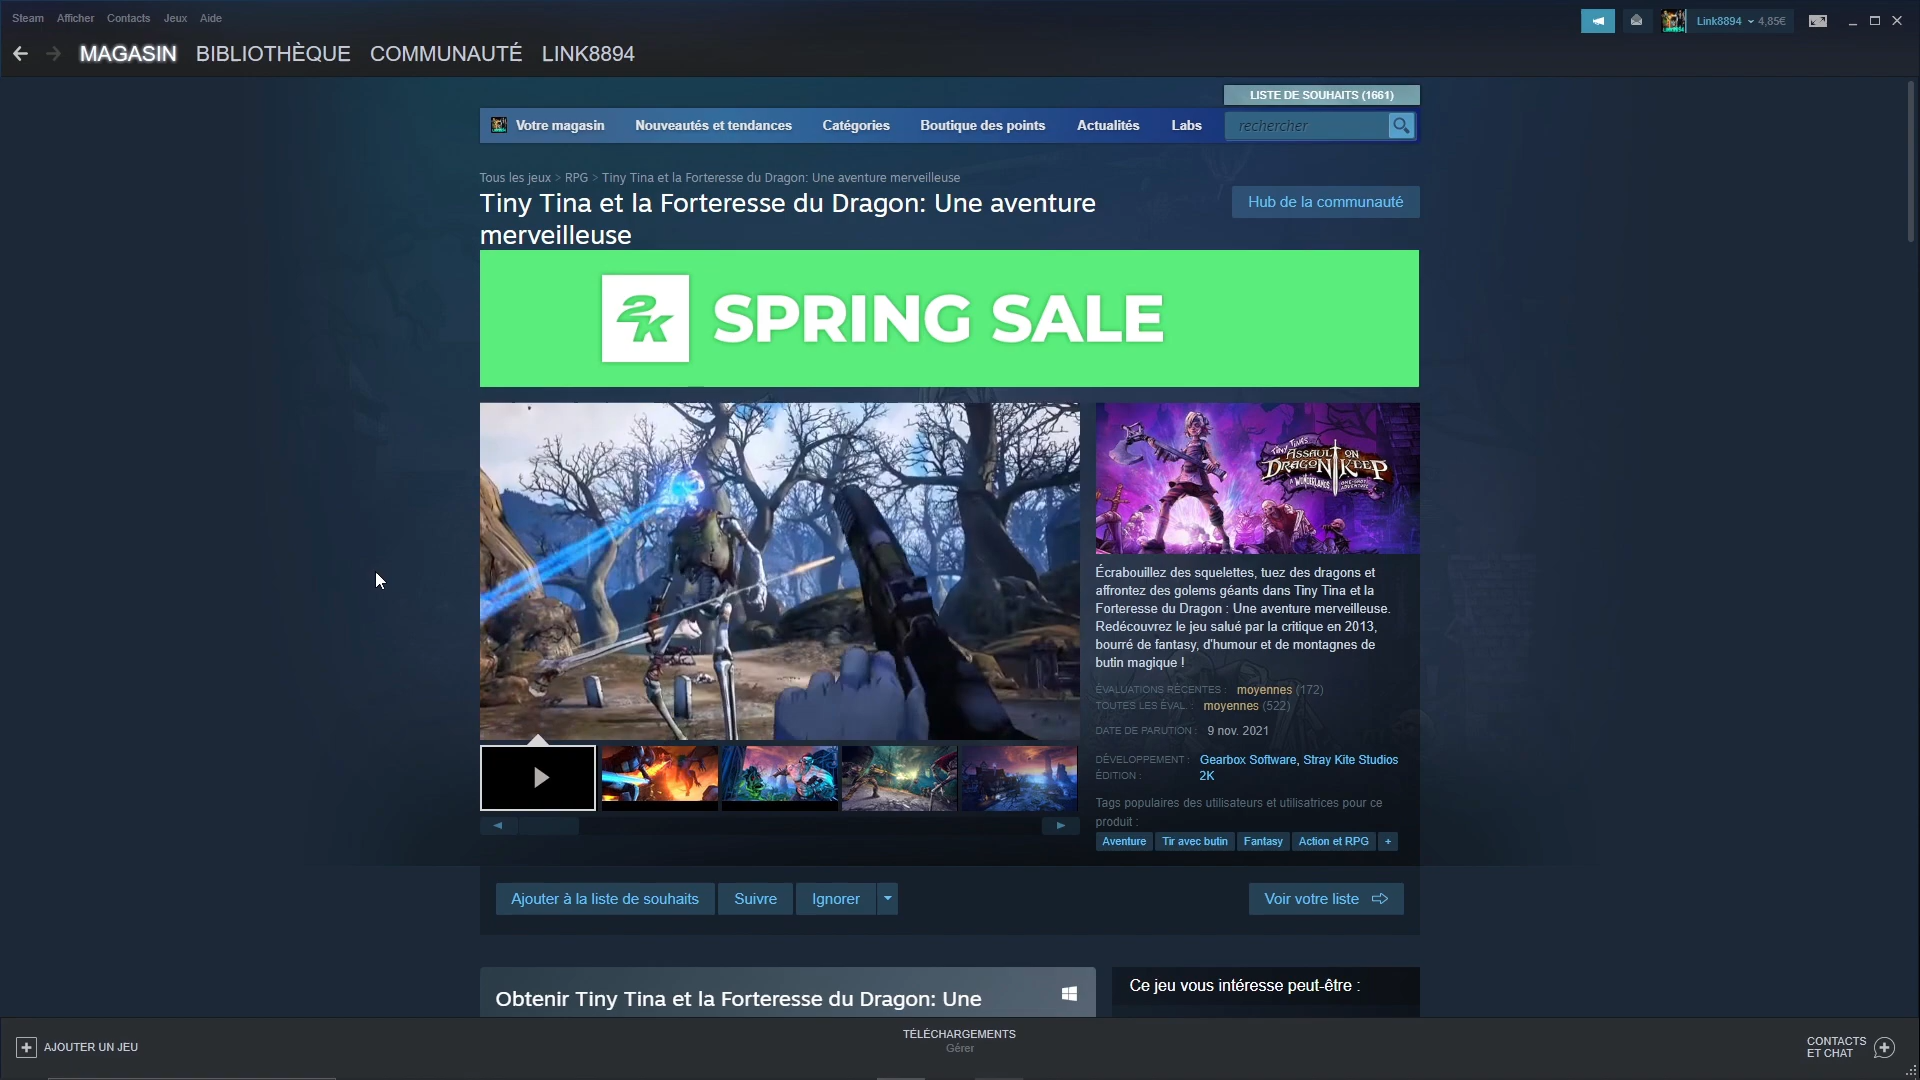 Steam Afficher Contacts Jeux Aide
Link8894 4,85€
MAGASIN BIBLIOTHÈQUE COMMUNAUTÉ LINK8894
LISTE DE SOUHAITS (1661)
Votre magasin Nouveautés et tendances Catégories Boutique des points Actualités Labs rechercher
Tous les jeux > RPG > Tiny Tina et la Forteresse du Dragon: Une aventure merveilleuse
Tiny Tina et la Forteresse du Dragon: Une aventure
merveilleuse
Hub de la communauté
2K SPRING SALE
TINY TINA'S
ASSAULT ON
DRAGON KEEP
A WONDERLANDS ONE-SHOT
ADVENTURE
Écrabouillez des squelettes, tuez des dragons et
affrontez des golems géants dans Tiny Tina et la
Forteresse du Dragon : Une aventure merveilleuse.
Redécouvrez le jeu salué par la critique en 2013,
bourré de fantasy, d'humour et de montagnes de
butin magique !
ÉVALUATIONS RÉCENTES : moyennes (172)
TOUTES LES ÉVAL. : moyennes (522)
DATE DE PARUTION : 9 nov. 2021
DÉVELOPPEMENT : Gearbox Software, Stray Kite Studios
ÉDITION : 2K
Tags populaires des utilisateurs et utilisatrices pour ce
produit :
Aventure Tir avec butin Fantasy Action et RPG +
Ajouter à la liste de souhaits Suivre Ignorer Voir votre liste
Obtenir Tiny Tina et la Forteresse du Dragon: Une
Ce jeu vous intéresse peut-être :
AJOUTER UN JEU
TÉLÉCHARGEMENTS
Gérer
CONTACTS
ET CHAT